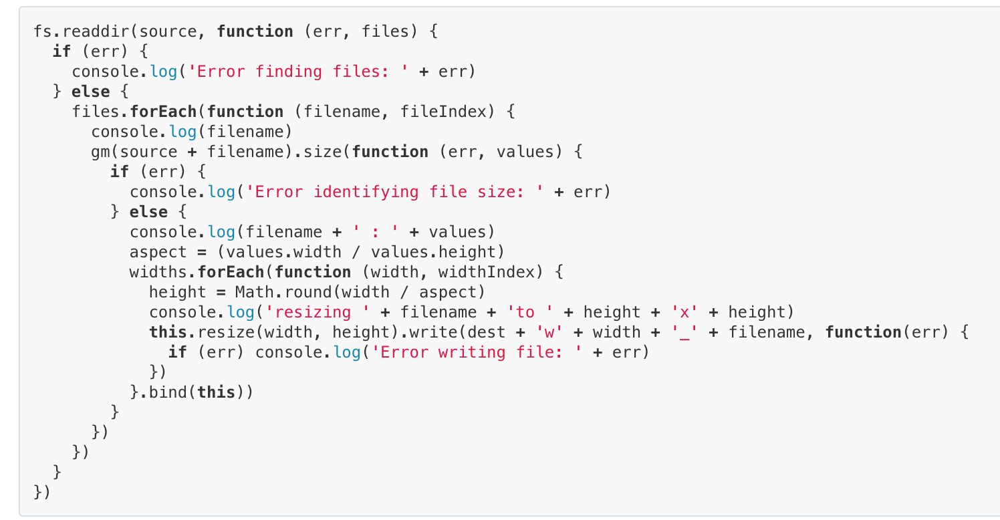 fs.readdir(source, function (err, files) {
  if (err) {
    console.log('Error finding files: ' + err)
  } else {
    files.forEach(function (filename, fileIndex) {
      console.log(filename)
      gm(source + filename).size(function (err, values) {
        if (err) {
          console.log('Error identifying file size: ' + err)
        } else {
          console.log(filename + ' : ' + values)
          aspect = (values.width / values.height)
          widths.forEach(function (width, widthIndex) {
            height = Math.round(width / aspect)
            console.log('resizing ' + filename + 'to ' + height + 'x' + height)
            this.resize(width, height).write(dest + 'w' + width + '_' + filename, function(err) {
              if (err) console.log('Error writing file: ' + err)
            })
          }.bind(this))
        }
      })
    })
  }
})